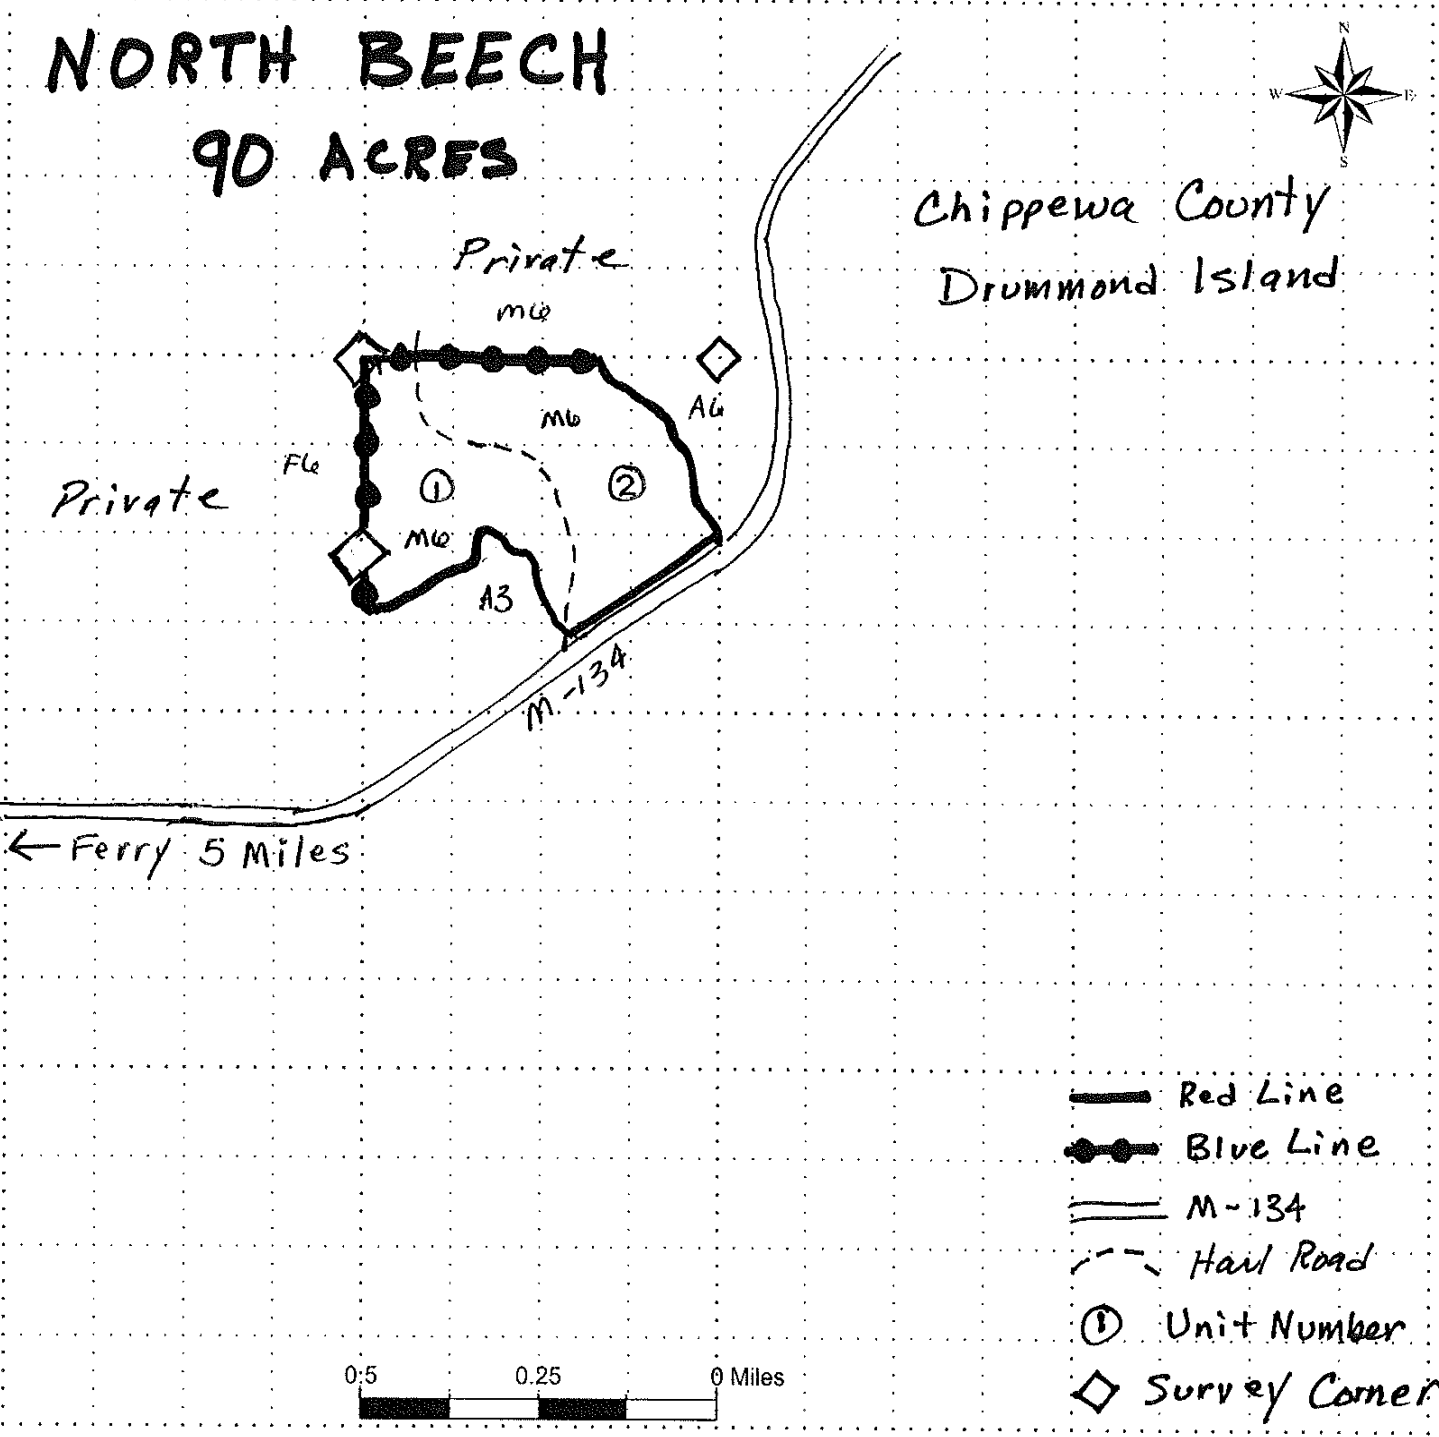 NORTH BEECH
90 ACRES
N
W E
S
Chippewa County
Drummond Island
Private
M6
A6
M6
F6
Private
1
2
M6
A3
M-134
← Ferry 5 Miles
Red Line
Blue Line
M-134
Haul Road
1 Unit Number
Survey Corner
0.5 0.25 0 Miles